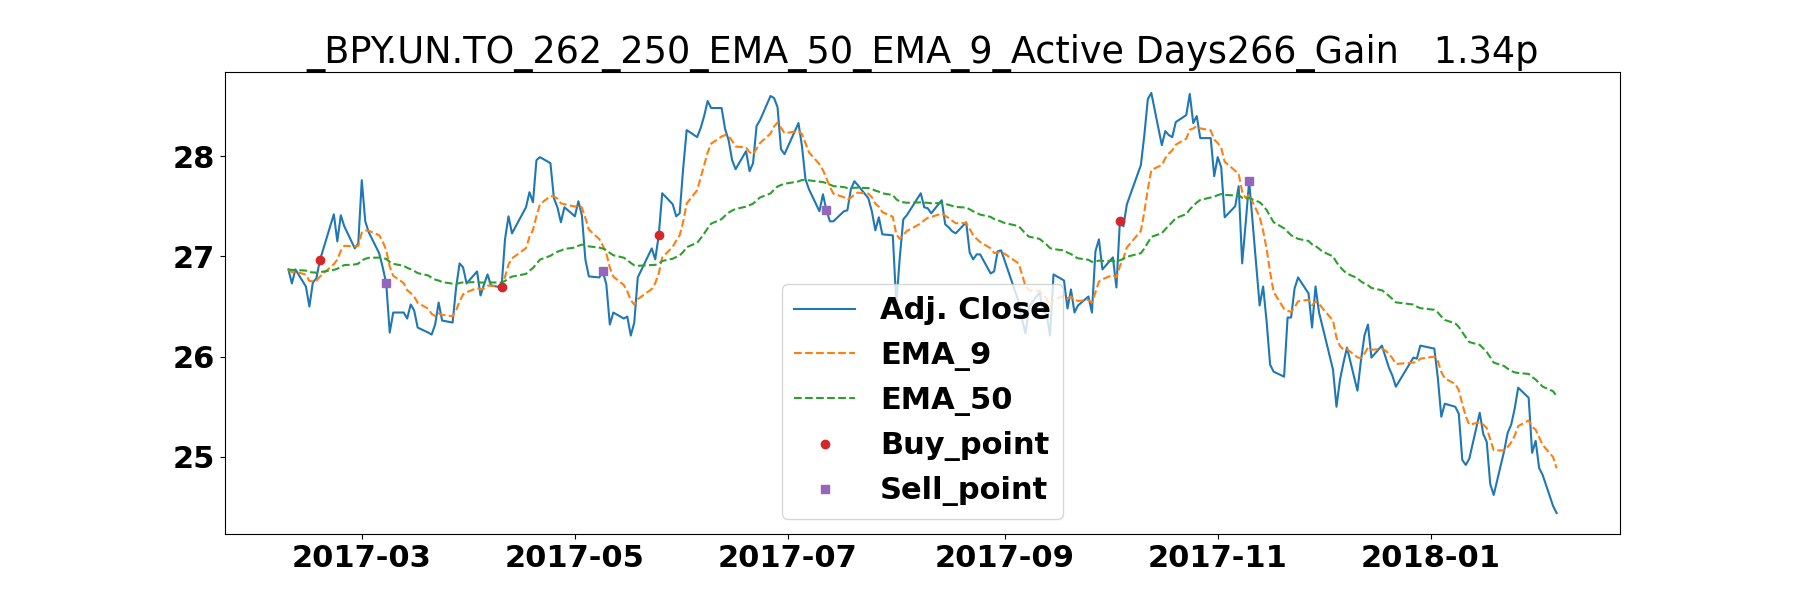 _BPY.UN.TO_262_250_EMA_50_EMA_9_Active Days266_Gain   1.34p
28
27
26
25
Adj. Close
EMA_9
EMA_50
Buy_point
Sell_point
2017-03 2017-05 2017-07 2017-09 2017-11 2018-01